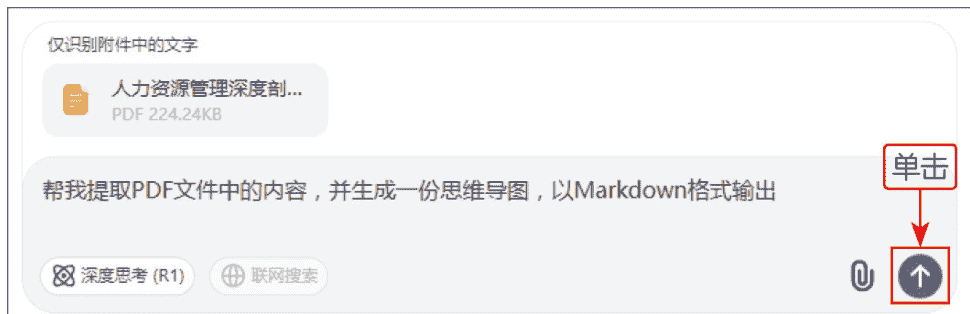 仅识别附件中的文字
人力资源管理深度剖...
PDF 224.24KB
帮我提取PDF文件中的内容，并生成一份思维导图，以Markdown格式输出
单击
深度思考 (R1)
联网搜索